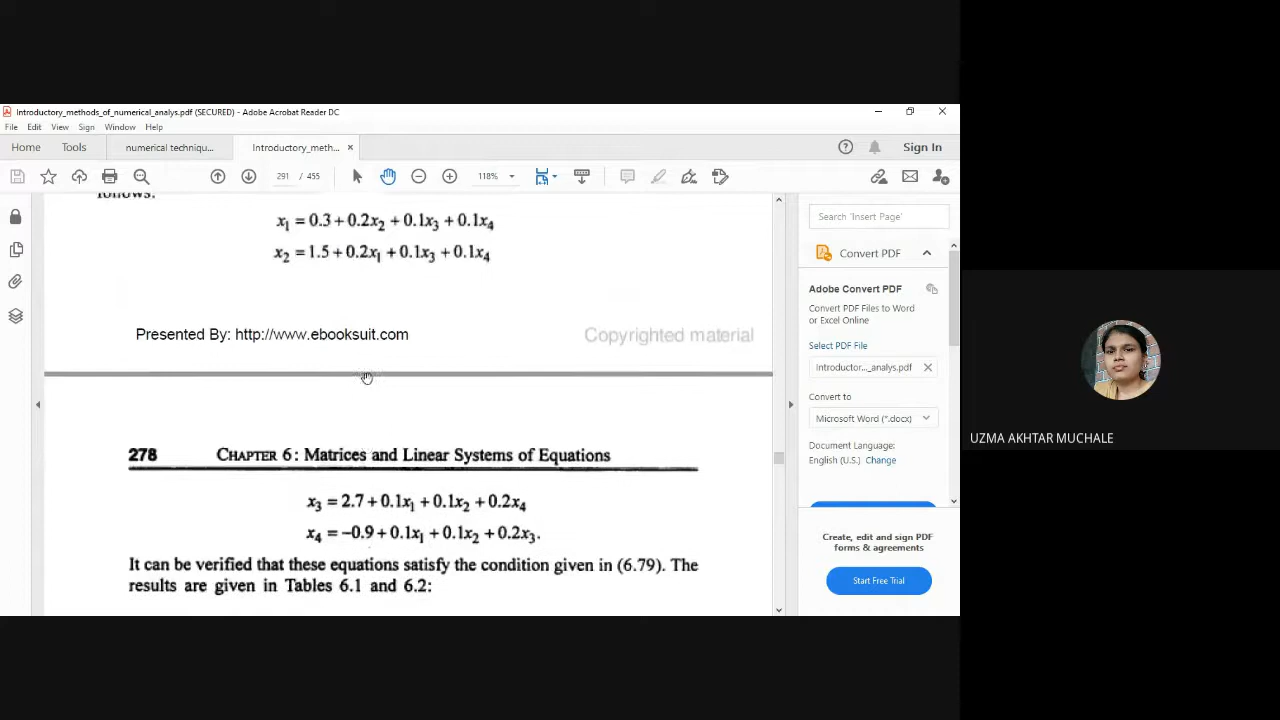 Introductory_methods_of_numerical_analys.pdf (SECURED) - Adobe Acrobat Reader DC
File Edit View Sign Window Help
Home Tools numerical techniqu... Introductory_meth... × Sign In
291 / 455 118%
follows:
x₁ = 0.3 + 0.2x₂ + 0.1x₃ + 0.1x₄
x₂ = 1.5 + 0.2x₁ + 0.1x₃ + 0.1x₄
Presented By: http://www.ebooksuit.com Copyrighted material
278 CHAPTER 6: Matrices and Linear Systems of Equations
x₃ = 2.7 + 0.1x₁ + 0.1x₂ + 0.2x₄
x₄ = −0.9 + 0.1x₁ + 0.1x₂ + 0.2x₃.
It can be verified that these equations satisfy the condition given in (6.79). The
results are given in Tables 6.1 and 6.2:
Search 'Insert Page'
Convert PDF
Adobe Convert PDF
Convert PDF Files to Word
or Excel Online
Select PDF File
Introductor..._analys.pdf
Convert to
Microsoft Word (*.docx)
Document Language:
English (U.S.) Change
Create, edit and sign PDF
forms & agreements
Start Free Trial
UZMA AKHTAR MUCHALE